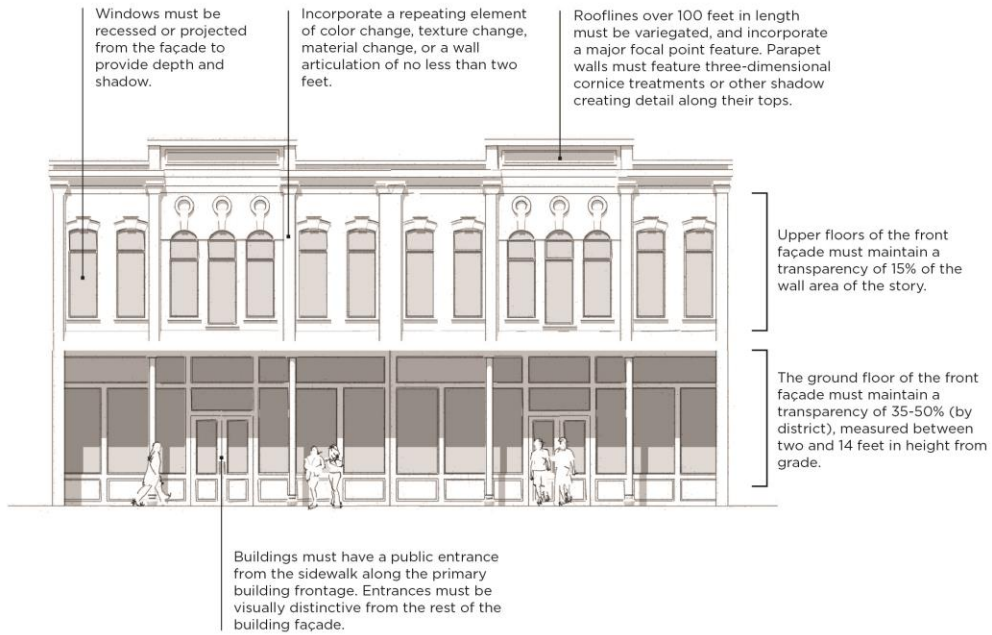 Windows must be
recessed or projected
from the façade to
provide depth and
shadow.
Incorporate a repeating element
of color change, texture change,
material change, or a wall
articulation of no less than two
feet.
Rooflines over 100 feet in length
must be variegated, and incorporate
a major focal point feature. Parapet
walls must feature three-dimensional
cornice treatments or other shadow
creating detail along their tops.
Upper floors of the front
façade must maintain a
transparency of 15% of the
wall area of the story.
The ground floor of the front
façade must maintain a
transparency of 35-50% (by
district), measured between
two and 14 feet in height from
grade.
Buildings must have a public entrance
from the sidewalk along the primary
building frontage. Entrances must be
visually distinctive from the rest of the
building façade.